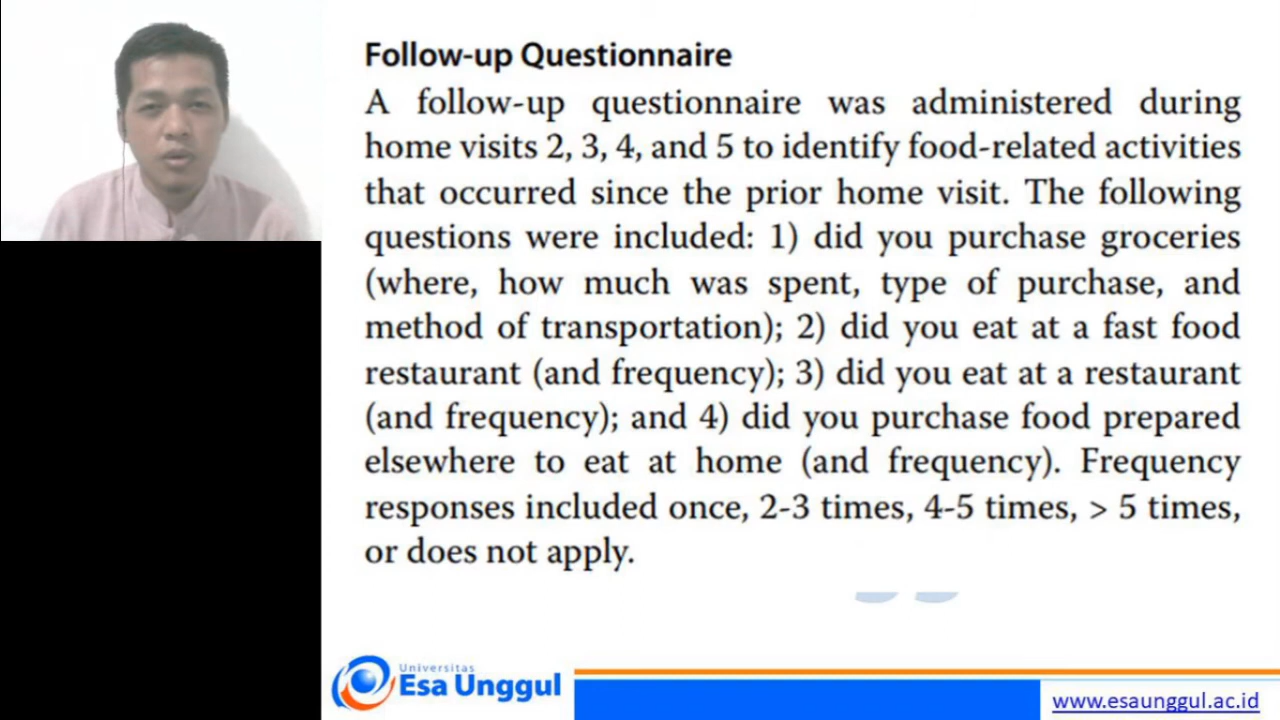 Follow-up Questionnaire
A follow-up questionnaire was administered during
home visits 2, 3, 4, and 5 to identify food-related activities
that occurred since the prior home visit. The following
questions were included: 1) did you purchase groceries
(where, how much was spent, type of purchase, and
method of transportation); 2) did you eat at a fast food
restaurant (and frequency); 3) did you eat at a restaurant
(and frequency); and 4) did you purchase food prepared
elsewhere to eat at home (and frequency). Frequency
responses included once, 2-3 times, 4-5 times, > 5 times,
or does not apply.
Universitas
Esa Unggul
www.esaunggul.ac.id